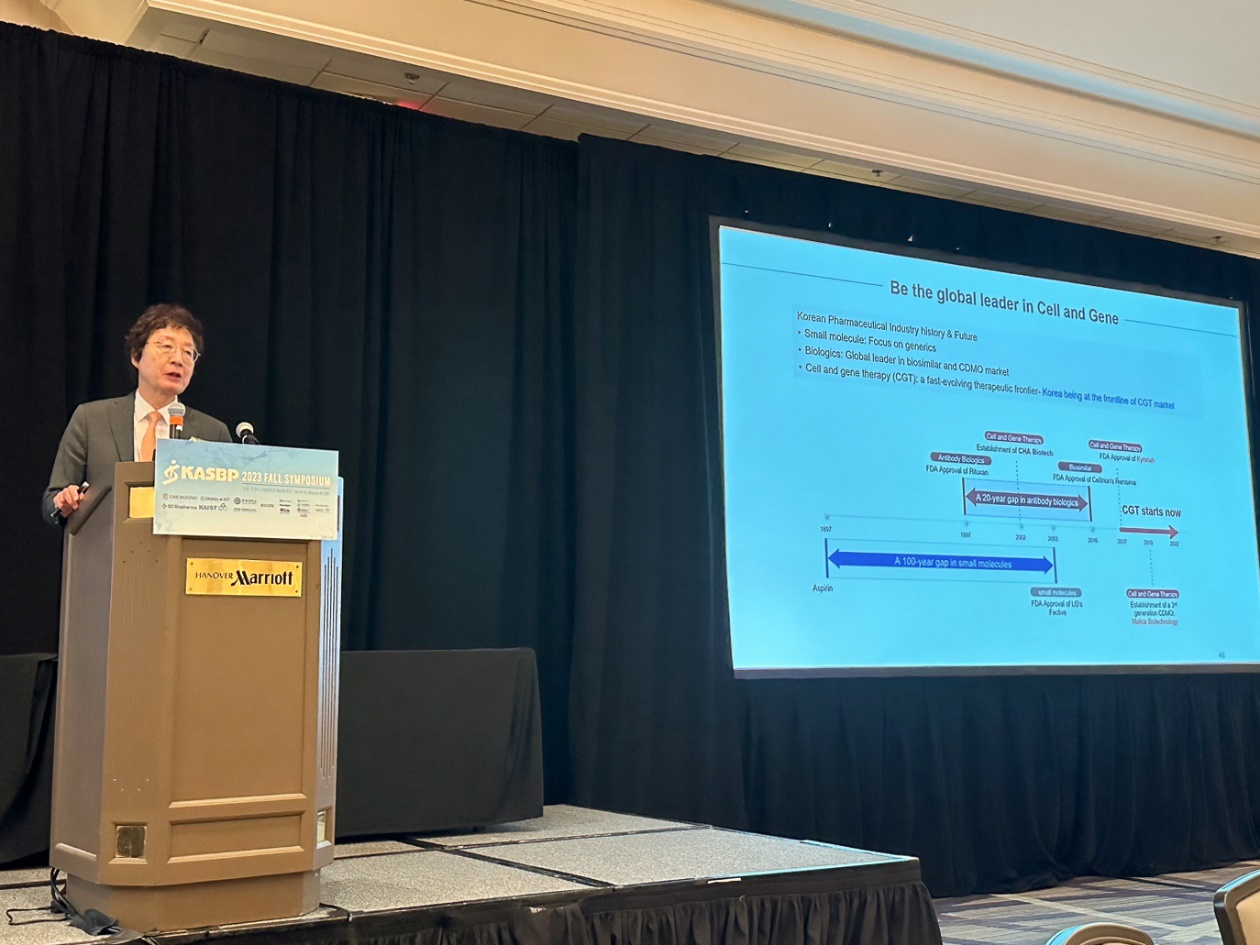 Be the global leader in Cell and Gene
Korean Pharmaceutical Industry history & Future
• Small molecule: Focus on generics
• Biologics: Global leader in biosimilar and CDMO market
• Cell and gene therapy (CGT): a fast-evolving therapeutic frontier- Korea being at the frontline of CGT market
Cell and Gene Therapy
Establishment of CHA Biotech
Cell and Gene Therapy
FDA Approval of Kymriah
Antibody Biologics
FDA Approval of Rituxan
Biosimilar
FDA Approval of Celltrion's
A 20-year gap in antibody biologics
CGT starts now
1897
1997
2002
2003
2016
2017
A 100-year gap in small molecules
Aspirin
small molecules
FDA Approval of LG's
Factive
Cell and Gene Therapy
Establishment of a 3rd
generation CDMO:
Matica Biotechnology
KASBP 2023 FALL SYMPOSIUM
DAEWOONG
SK Biopharma
KAIST
HANOVER Marriott